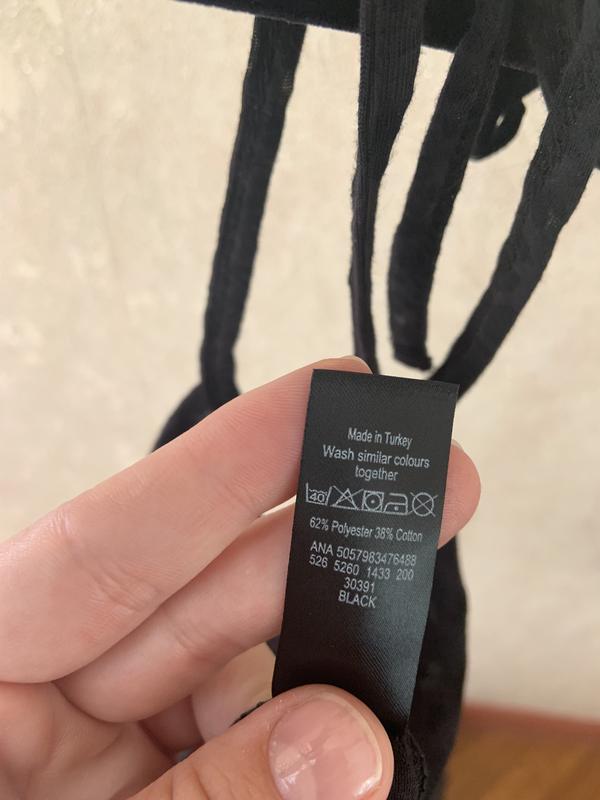 Made in Turkey
Wash similar colours
together
40
62% Polyester 38% Cotton
ANA 5057983476488
526 5260 1433 200
30391
BLACK